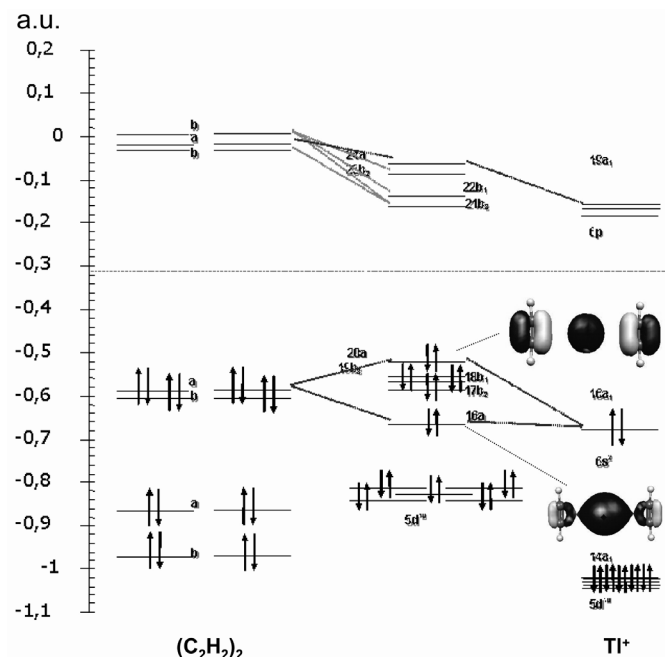 a.u.
0,2
0,1
0
-0,1
-0,2
-0,3
-0,4
-0,5
-0,6
-0,7
-0,8
-0,9
-1
-1,1
b
a
b
a
b
a
b
22b₁
21b₂
20a
18b₁
17b₂
16a
5d¹⁰
19a₁
6p
16a₁
6s²
14a₁
5d¹⁰
(C₂H₂)₂
Tl⁺